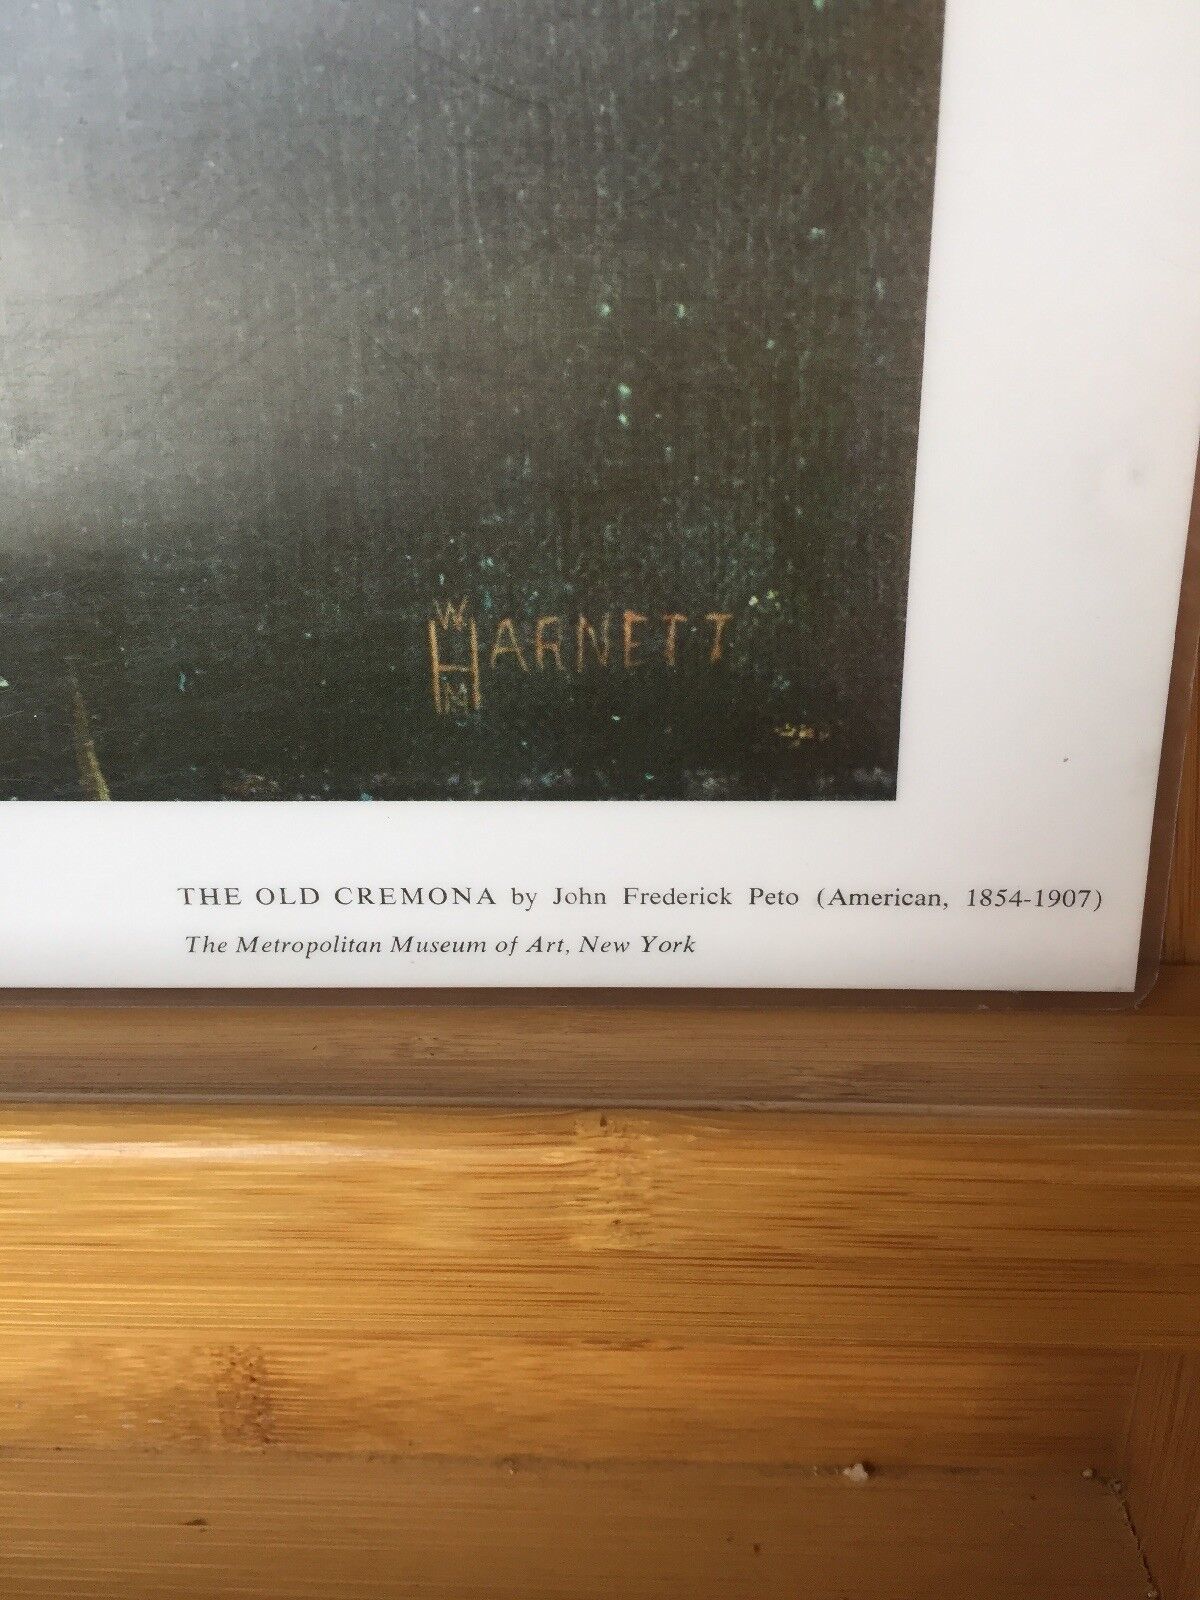 WM HARNETT
THE OLD CREMONA by John Frederick Peto (American, 1854-1907)
The Metropolitan Museum of Art, New York